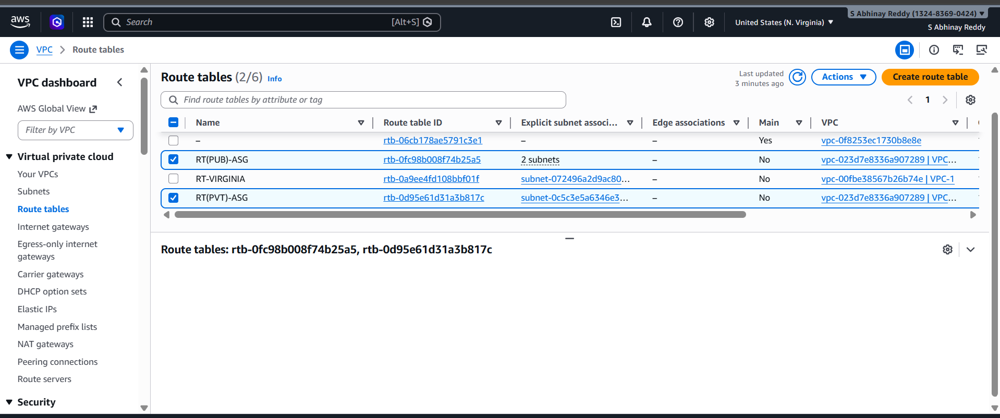 aws
Search
[Alt+S]
United States (N. Virginia)
S Abhinay Reddy (1324-8369-0424)
S Abhinay Reddy
VPC
Route tables
VPC dashboard
AWS Global View
Filter by VPC
Virtual private cloud
Your VPCs
Subnets
Route tables
Internet gateways
Egress-only internet
gateways
Carrier gateways
DHCP option sets
Elastic IPs
Managed prefix lists
NAT gateways
Peering connections
Route servers
Security
Route tables (2/6) Info
Last updated
3 minutes ago
Actions
Create route table
Find route tables by attribute or tag
1
Name Route table ID Explicit subnet associ... Edge associations Main VPC
– rtb-06cb178ae5791c3e1 – – Yes vpc-0f8253ec1730b8e8e
RT(PUB)-ASG rtb-0fc98b008f74b25a5 2 subnets – No vpc-023d7e8336a907289 | VPC...
RT-VIRGINIA rtb-0a9ee4fd108bbf01f subnet-072496a2d9ac80... – No vpc-00fbe38567b26b74e | VPC-1
RT(PVT)-ASG rtb-0d95e61d31a3b817c subnet-0c5c3e5a6346e3... – No vpc-023d7e8336a907289 | VPC...
Route tables: rtb-0fc98b008f74b25a5, rtb-0d95e61d31a3b817c